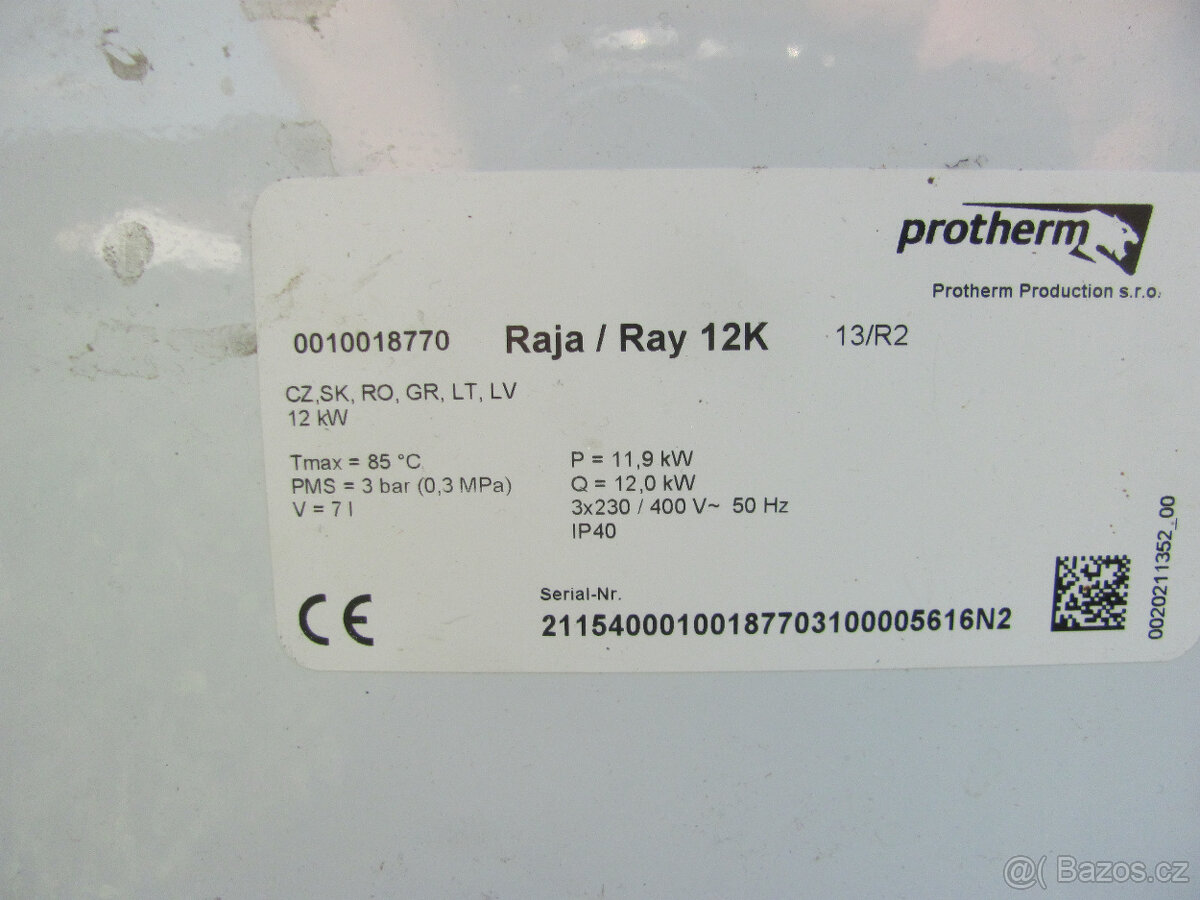 protherm
Protherm Production s.r.o.
0010018770 Raja / Ray 12K 13/R2
CZ,SK, RO, GR, LT, LV
12 kW
Tmax = 85 °C
PMS = 3 bar (0,3 MPa)
V = 7 l
P = 11,9 kW
Q = 12,0 kW
3x230 / 400 V~ 50 Hz
IP40
CE
Serial-Nr.
21154000100187703100005616N2
0020211352_00
@( Bazos.cz